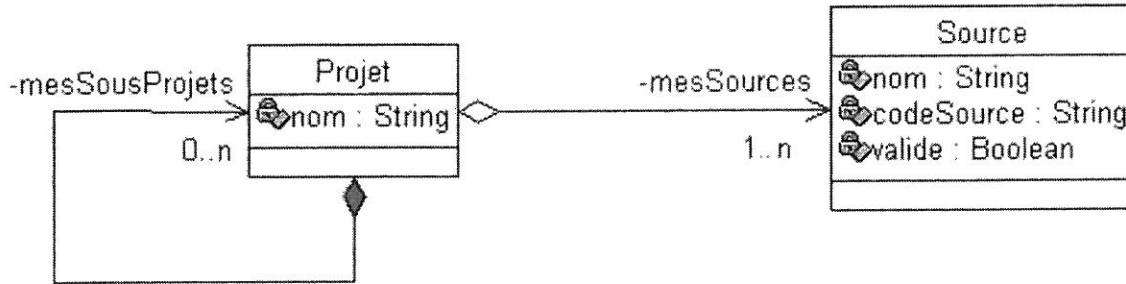 -mesSousProjets
0..n
Projet
nom : String
-mesSources
1..n
Source
nom : String
codeSource : String
valide : Boolean